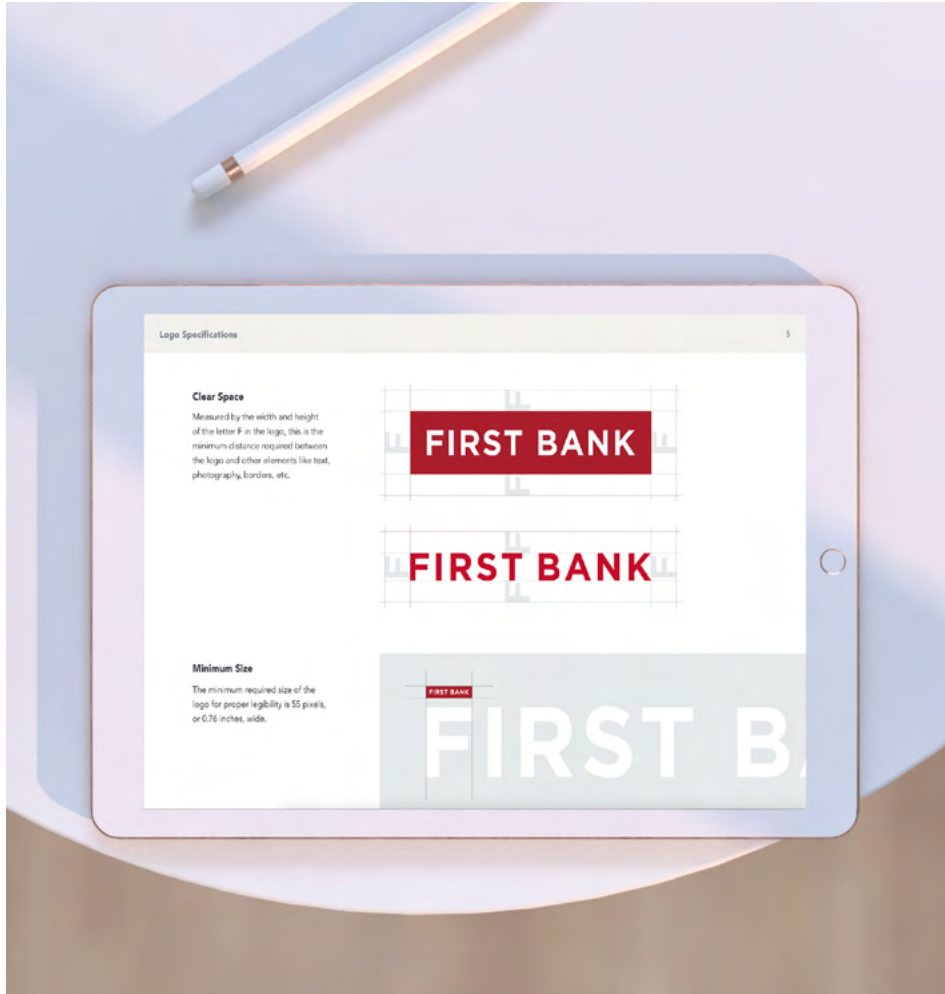 Logo Specifications
5
Clear Space
Measured by the width and height
of the letter F in the logo, this is the
minimum distance required between
the logo and other elements like text,
photography, borders, etc.
F
F
F
FIRST BANK
F
F
F
F
F
FIRST BANK
F
F
Minimum Size
The minimum required size of the
logo for proper legibility is 55 pixels,
or 0.76 inches, wide.
FIRST BANK
FIRST BA